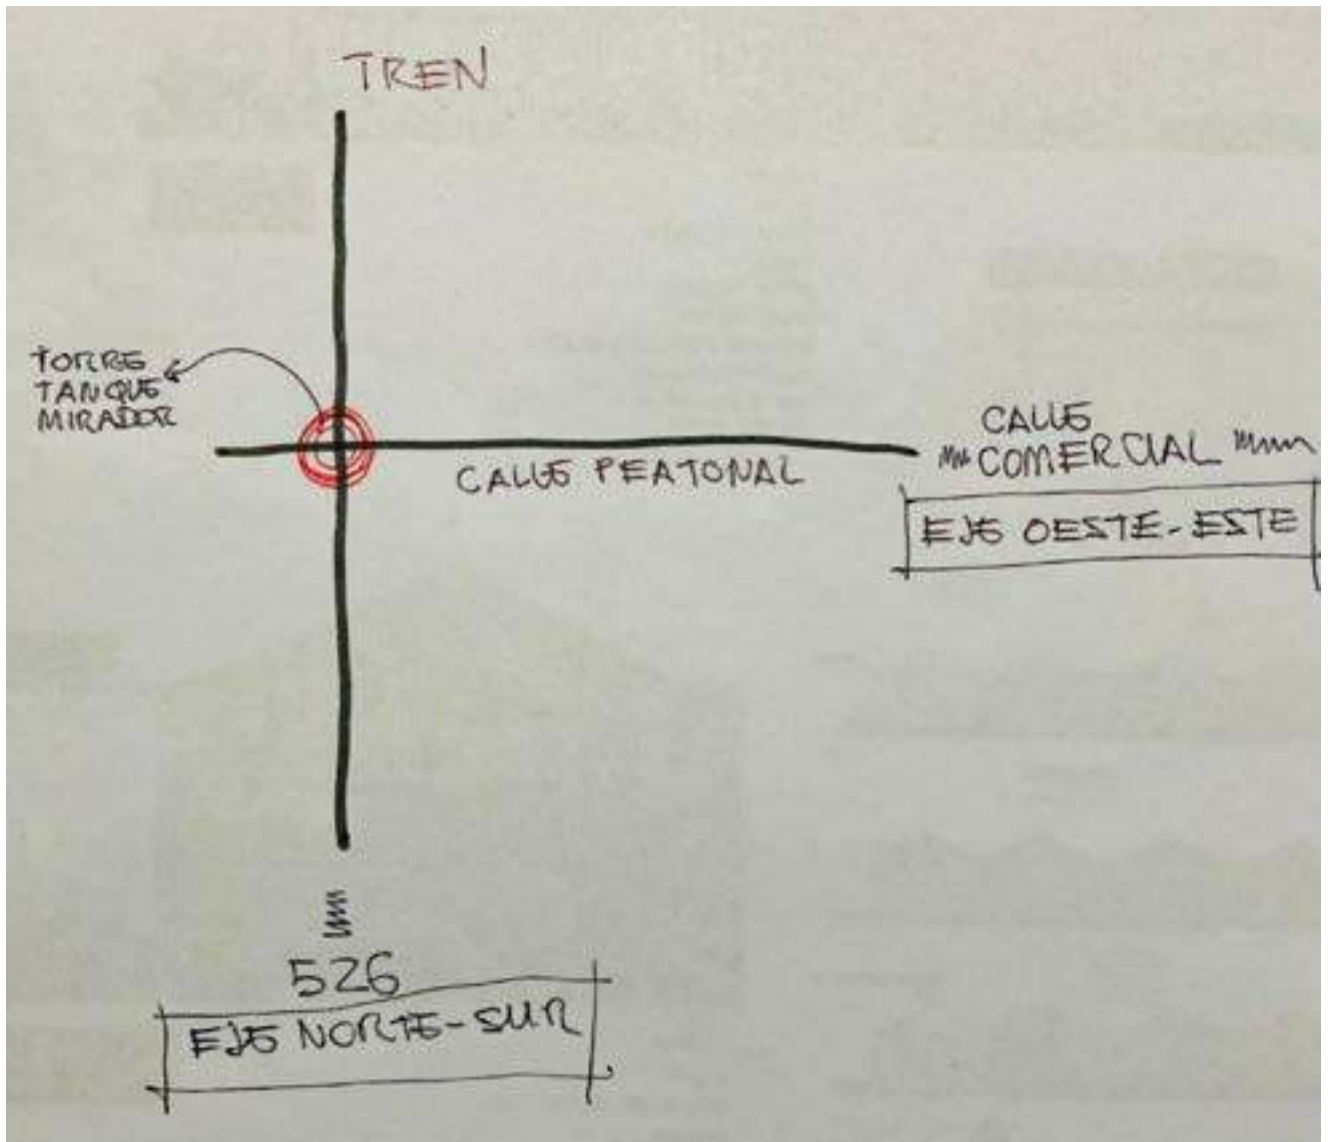 TREN
TORRE
TANQUE
MIRADOR
CALLE PEATONAL
CALLE
COMERCIAL
EJE OESTE-ESTE
526
EJE NORTE-SUR